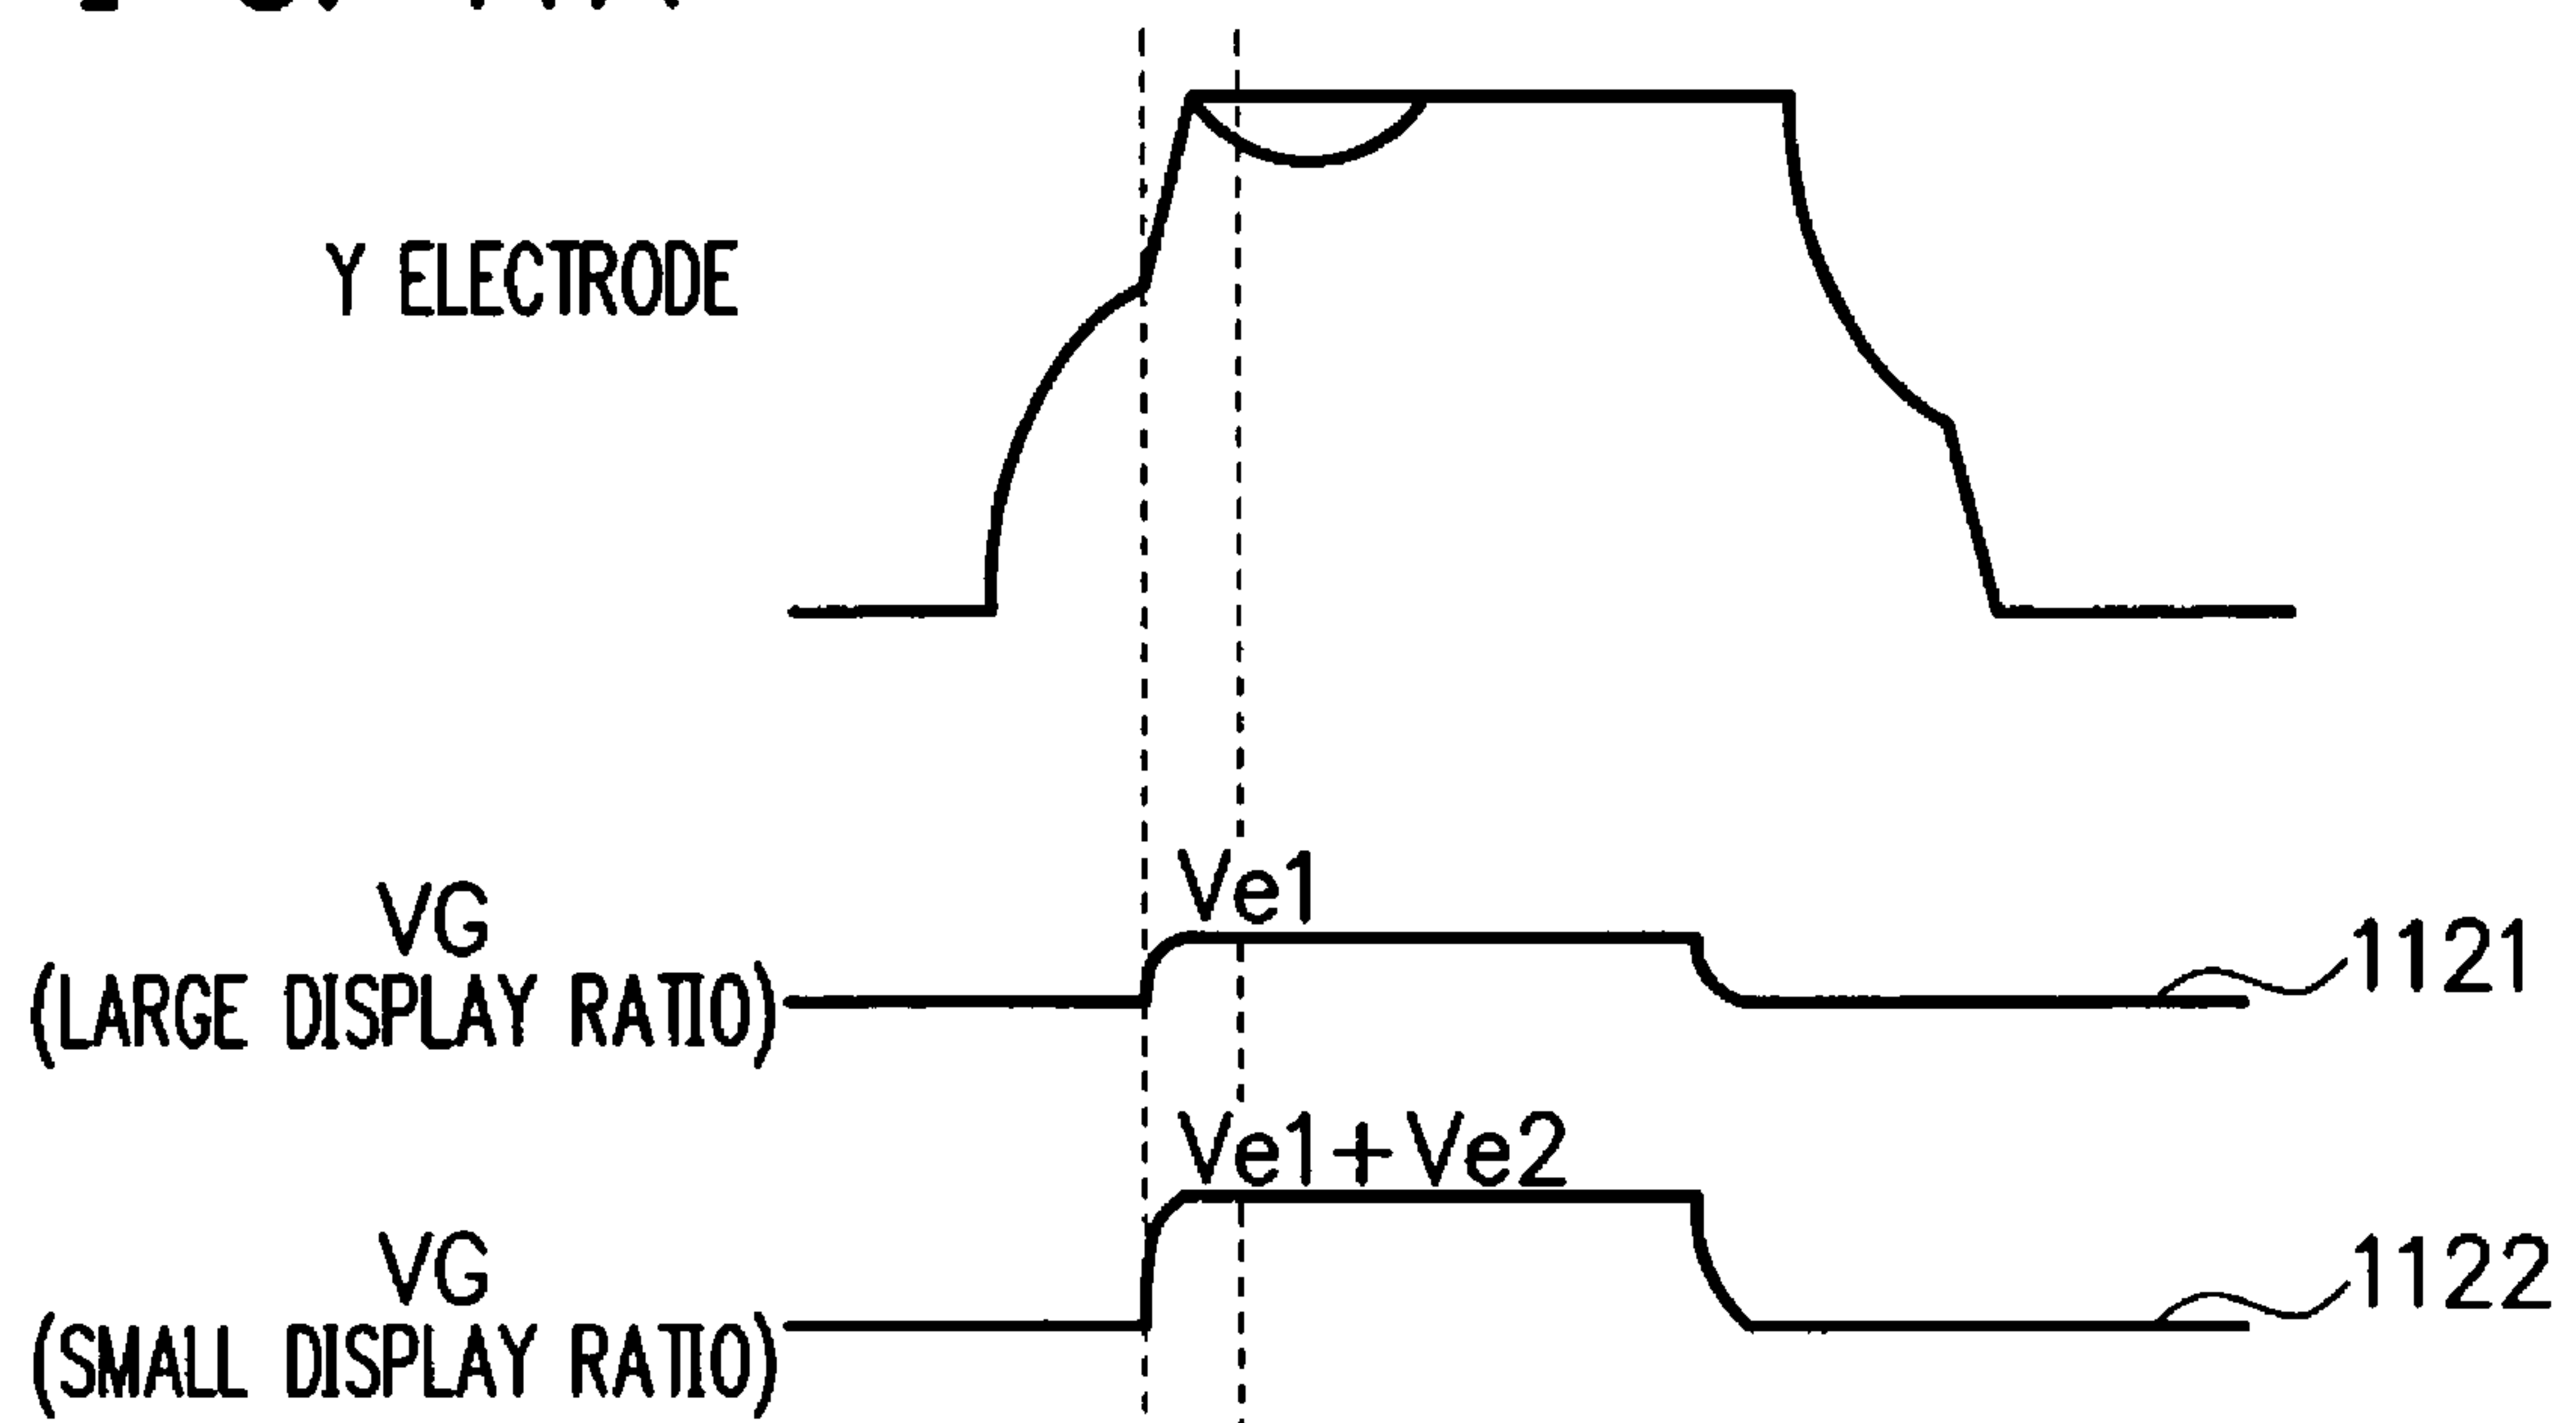 Y ELECTRODE
Ve1
VG
(LARGE DISPLAY RATIO)
1121
Ve1+Ve2
VG
(SMALL DISPLAY RATIO)
1122